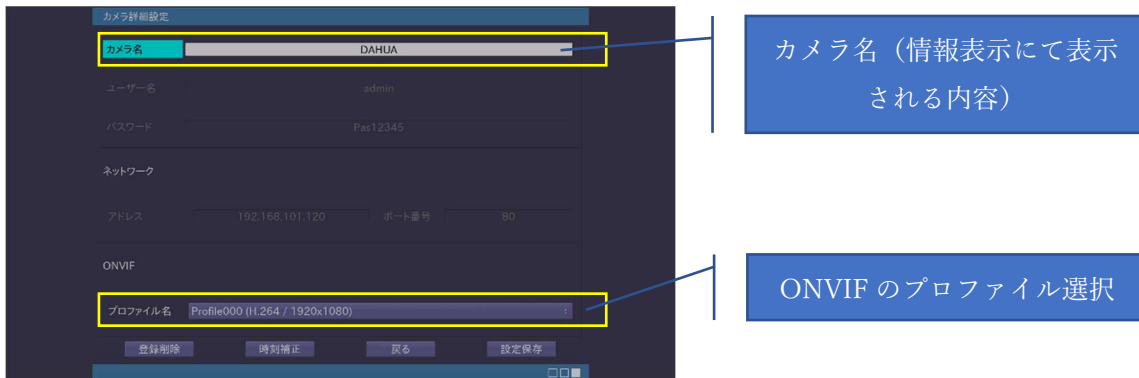 カメラ詳細設定
カメラ名 DAHUA
カメラ名（情報表示にて表示
される内容）
ユーザー名 admin
パスワード Pas12345
ネットワーク
アドレス 192.168.101.120 ポート番号 80
ONVIF
ONVIF のプロファイル選択
プロファイル名 Profile000 (H.264 / 1920x1080)
登録削除 時刻補正 戻る 設定保存